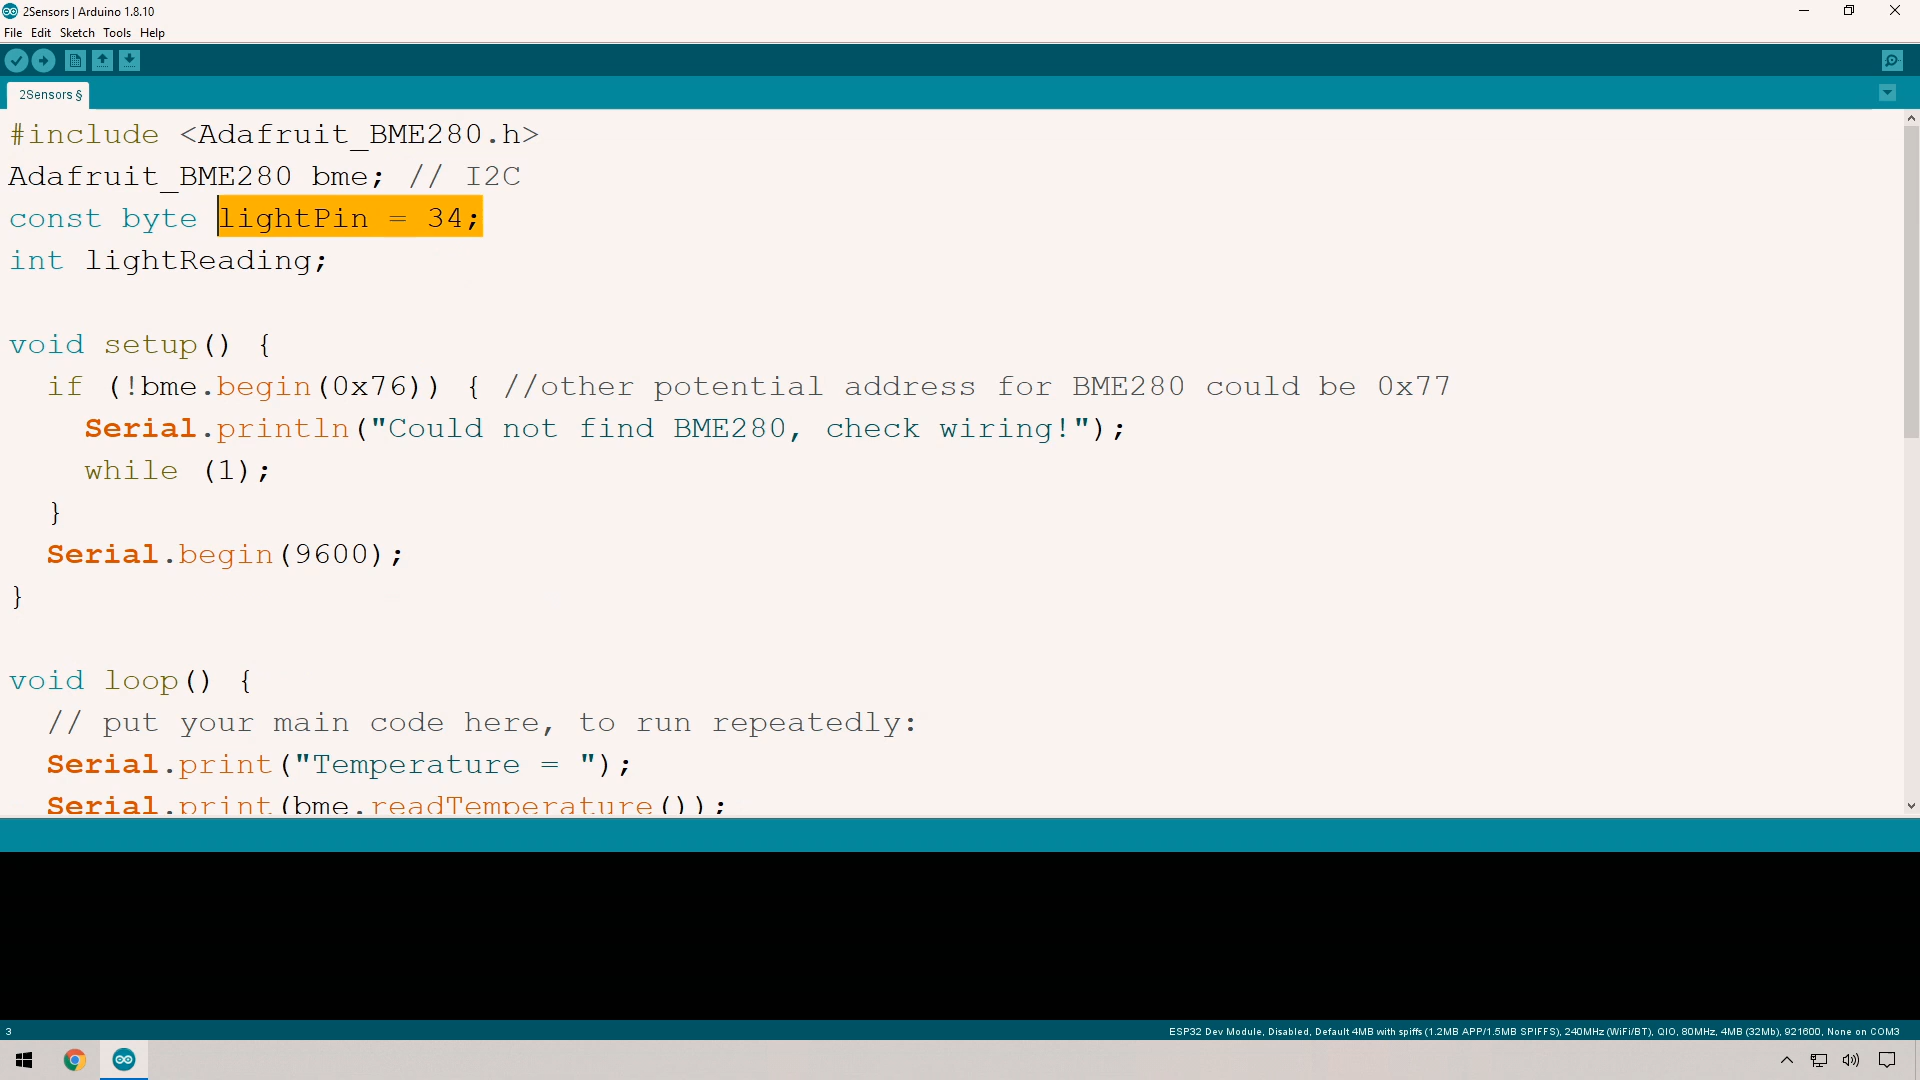 2Sensors | Arduino 1.8.10
File Edit Sketch Tools Help
2Sensors §
#include <Adafruit_BME280.h>
Adafruit_BME280 bme; // I2C
const byte lightPin = 34;
int lightReading;
void setup() {
if (!bme.begin(0x76)) { //other potential address for BME280 could be 0x77
Serial.println("Could not find BME280, check wiring!");
while (1);
}
Serial.begin(9600);
}
void loop() {
// put your main code here, to run repeatedly:
Serial.print("Temperature = ");
Serial.print(bme.readTemperature());
3
ESP32 Dev Module, Disabled, Default 4MB with spiffs (1.2MB APP/1.5MB SPIFFS), 240MHz (WiFi/BT), QIO, 80MHz, 4MB (32Mb), 921600, None on COM3